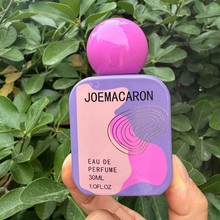 JOEMACARON
EAU DE
PERFUME
30ML
1.0FL.OZ